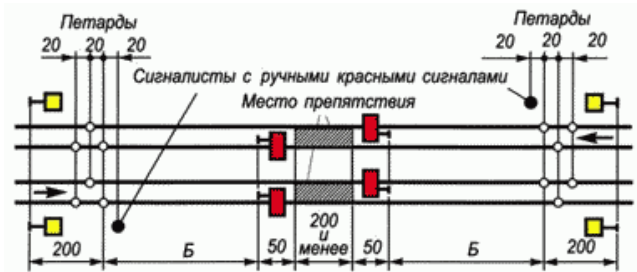 Петарды
Петарды
20 20 20
20 20 20
Сигналисты с ручными красными сигналами
Место препятствия
200
Б
50
200
и
менее
50
Б
200